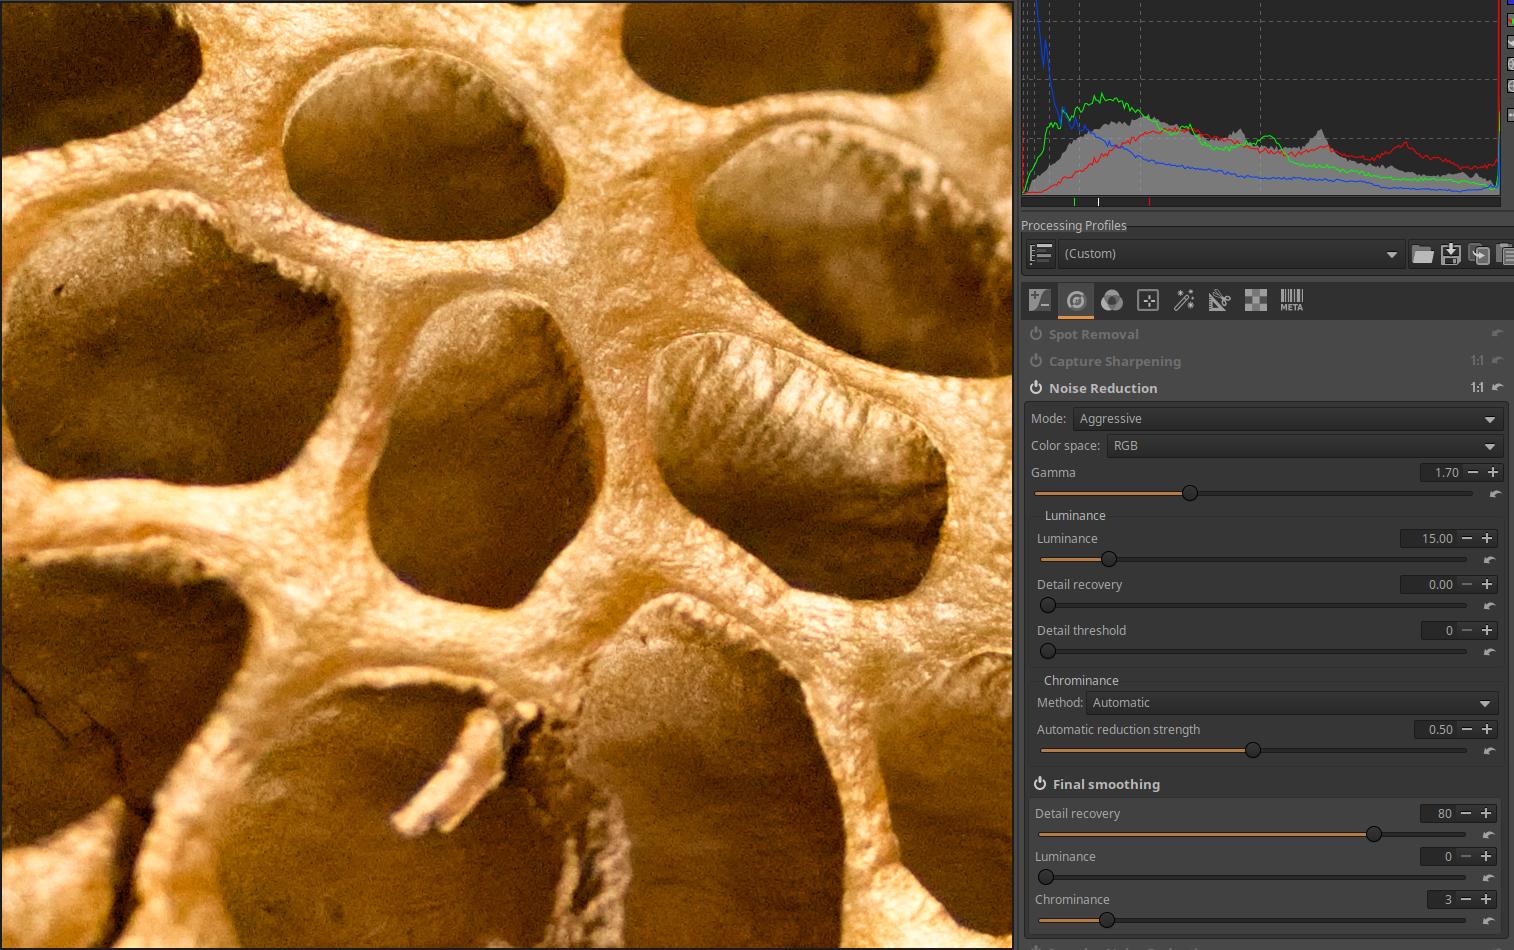 Processing Profiles
(Custom)
META
Spot Removal
Capture Sharpening 1:1
Noise Reduction 1:1
Mode: Aggressive
Color space: RGB
Gamma 1.70
Luminance
Luminance 15.00
Detail recovery 0.00
Detail threshold 0
Chrominance
Method: Automatic
Automatic reduction strength 0.50
Final smoothing
Detail recovery 80
Luminance 0
Chrominance 3